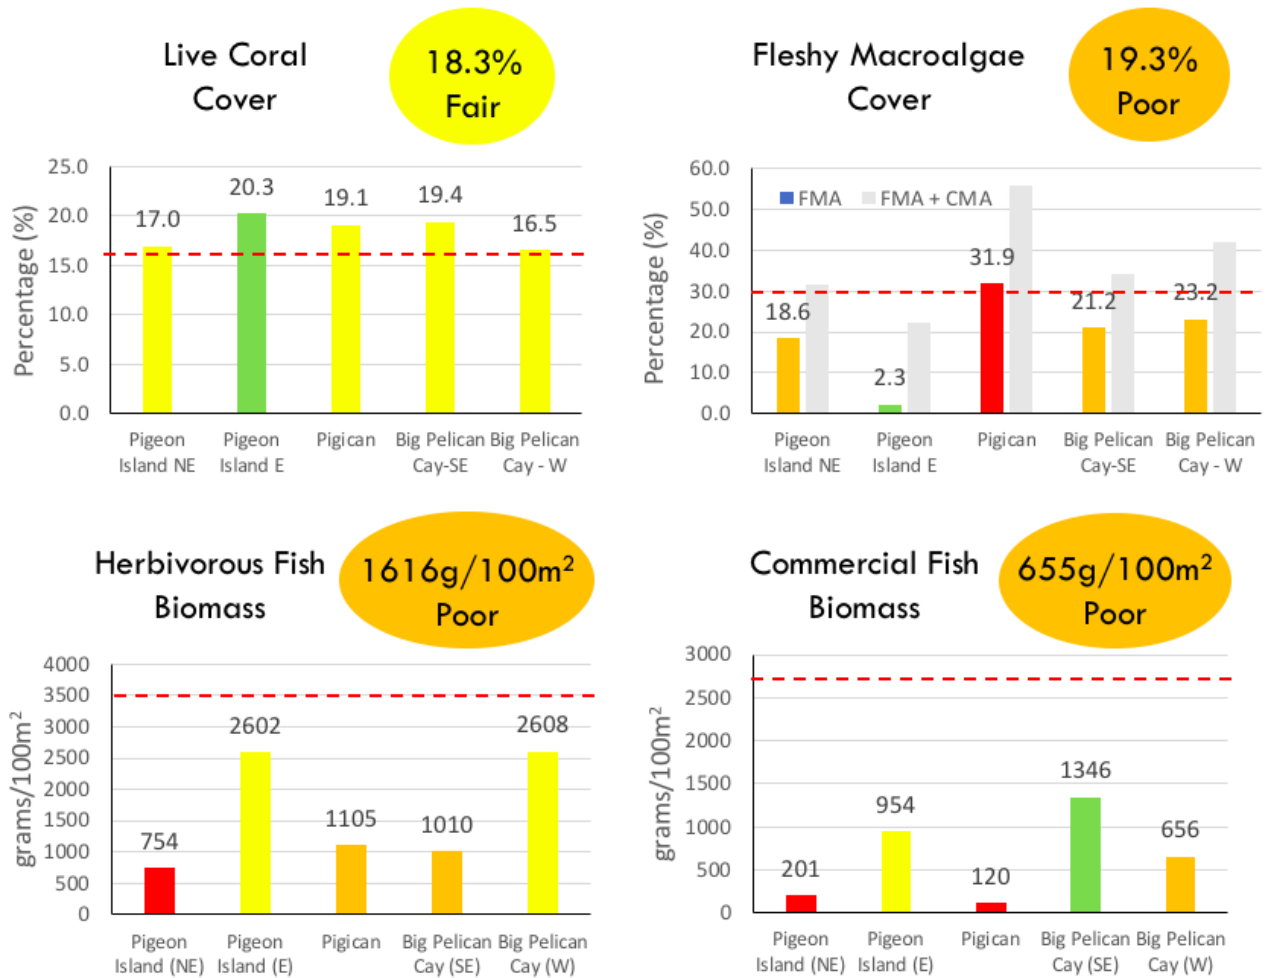 Live Coral
Cover
18.3%
Fair
25.0
20.0
15.0
10.0
5.0
0.0
Percentage (%)
17.0
20.3
19.1
19.4
16.5
Pigeon
Island NE
Pigeon
Island E
Pigican
Big Pelican
Cay-SE
Big Pelican
Cay - W
Fleshy Macroalgae
Cover
19.3%
Poor
60.0
50.0
40.0
30.0
20.0
10.0
0.0
Percentage (%)
FMA
FMA + CMA
18.6
2.3
31.9
21.2
23.2
Pigeon
Island NE
Pigeon
Island E
Pigican
Big Pelican
Cay-SE
Big Pelican
Cay - W
Herbivorous Fish
Biomass
1616g/100m²
Poor
4000
3500
3000
2500
2000
1500
1000
500
0
grams/100m²
754
2602
1105
1010
2608
Pigeon
Island (NE)
Pigeon
Island (E)
Pigican
Big Pelican
Cay (SE)
Big Pelican
Cay (W)
Commercial Fish
Biomass
655g/100m²
Poor
3000
2500
2000
1500
1000
500
0
grams/100m²
201
954
120
1346
656
Pigeon
Island (NE)
Pigeon
Island (E)
Pigican
Big Pelican
Cay (SE)
Big Pelican
Cay (W)